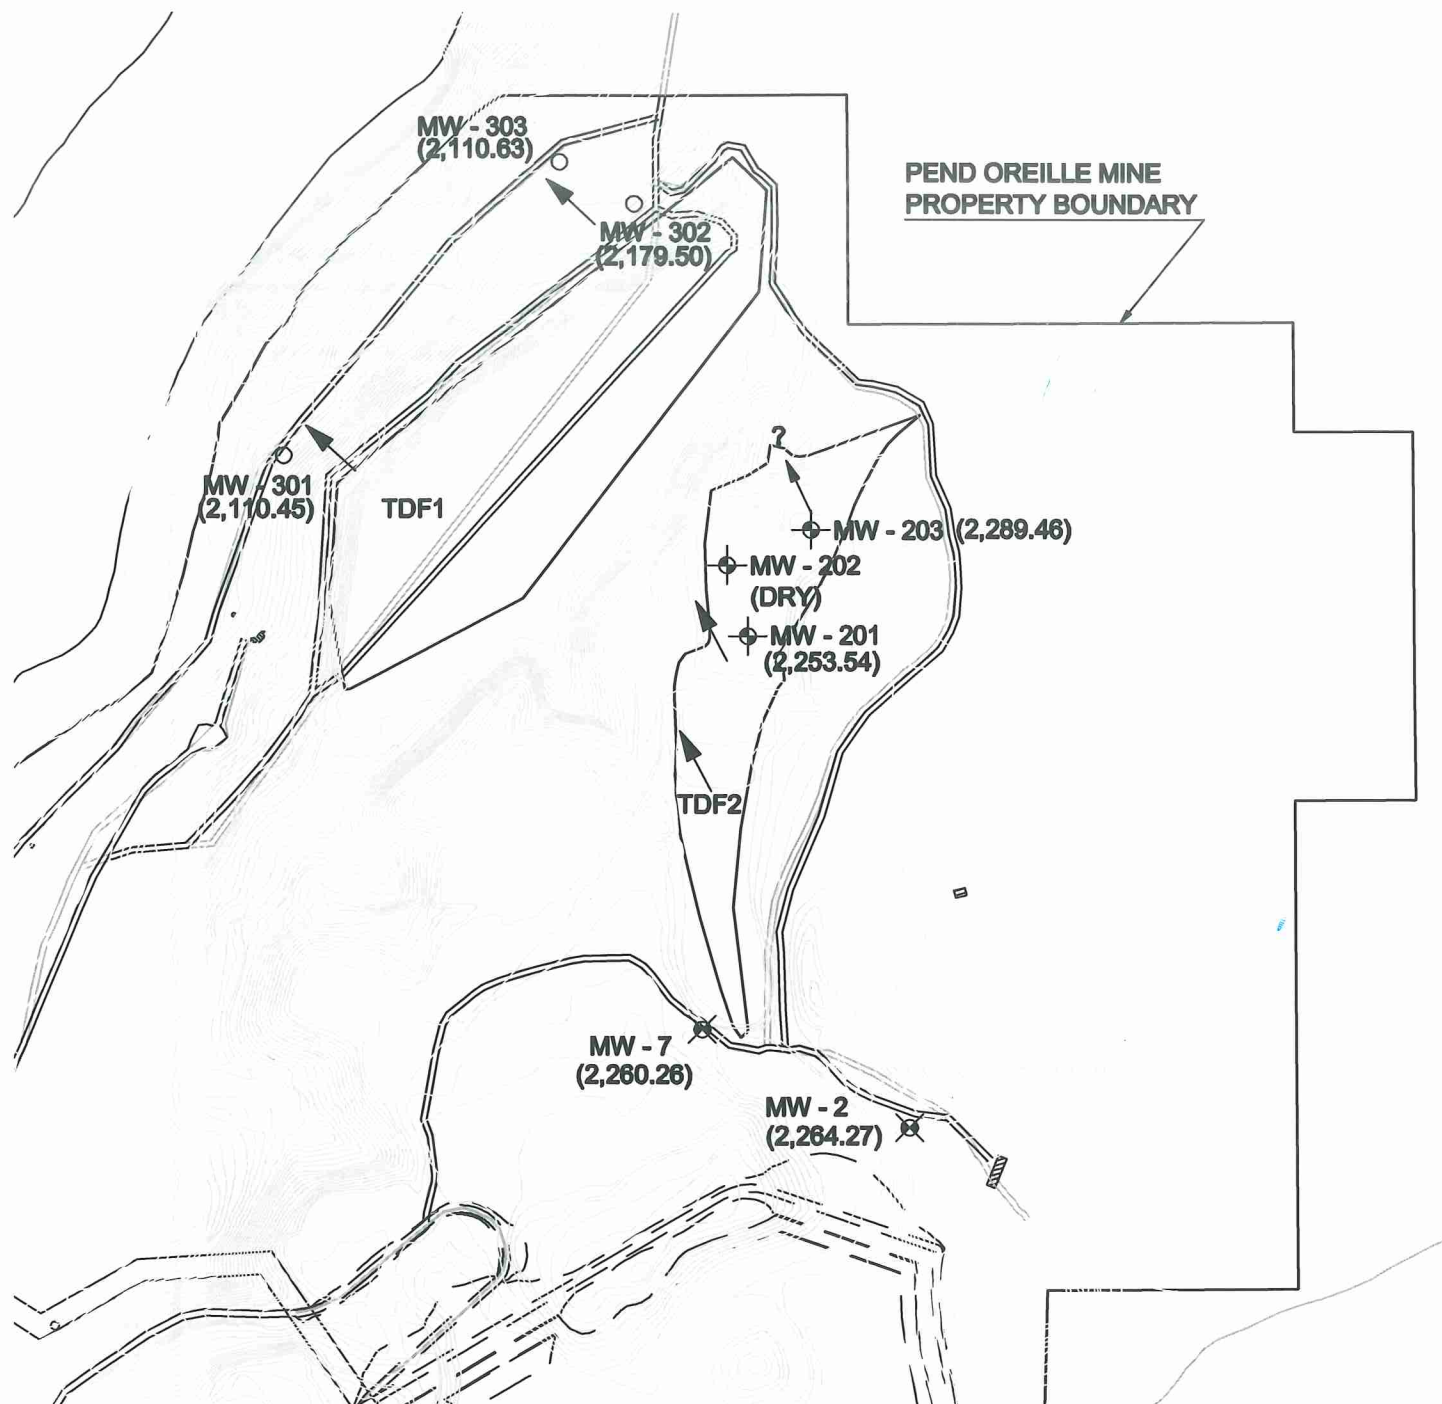 MW - 303
(2,110.63)
PEND OREILLE MINE
PROPERTY BOUNDARY
MW - 302
(2,179.50)
?
MW - 301
(2,110.45)
TDF1
MW - 203 (2,289.46)
MW - 202
(DRY)
MW - 201
(2,253.54)
TDF2
MW - 7
(2,260.26)
MW - 2
(2,264.27)